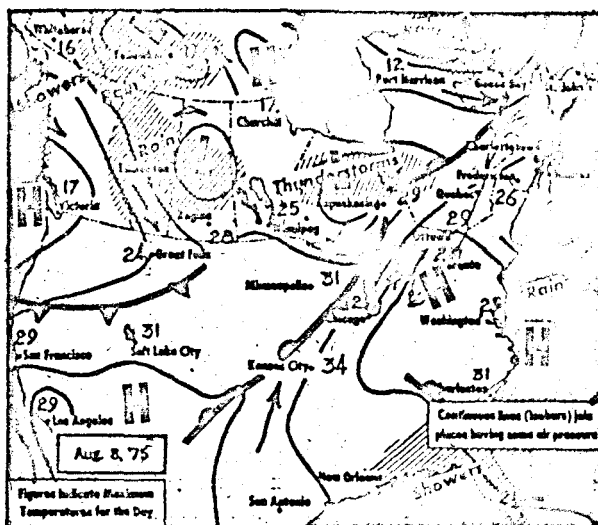 Whitehorse
16
Showers
12
Port Harrison
Goose Bay
St. John's
17
Churchill
Rain
Charlottetown
Edmonton
Thunderstorms
Kapuskasing
29
Fredericton
Quebec
26
17
Victoria
25
Winnipeg
Regina
28
29
Ottawa
24
Great Falls
Toronto
Minneapolis
31
Rain
Chicago
Washington
29
San Francisco
31
Salt Lake City
Kansas City
34
31
Charleston
29
Los Angeles
H
Continuous lines (isobars) join
places having same air pressure
Aug 8, 75
New Orleans
Showers
Figures Indicate Maximum
Temperatures for the Day
San Antonio